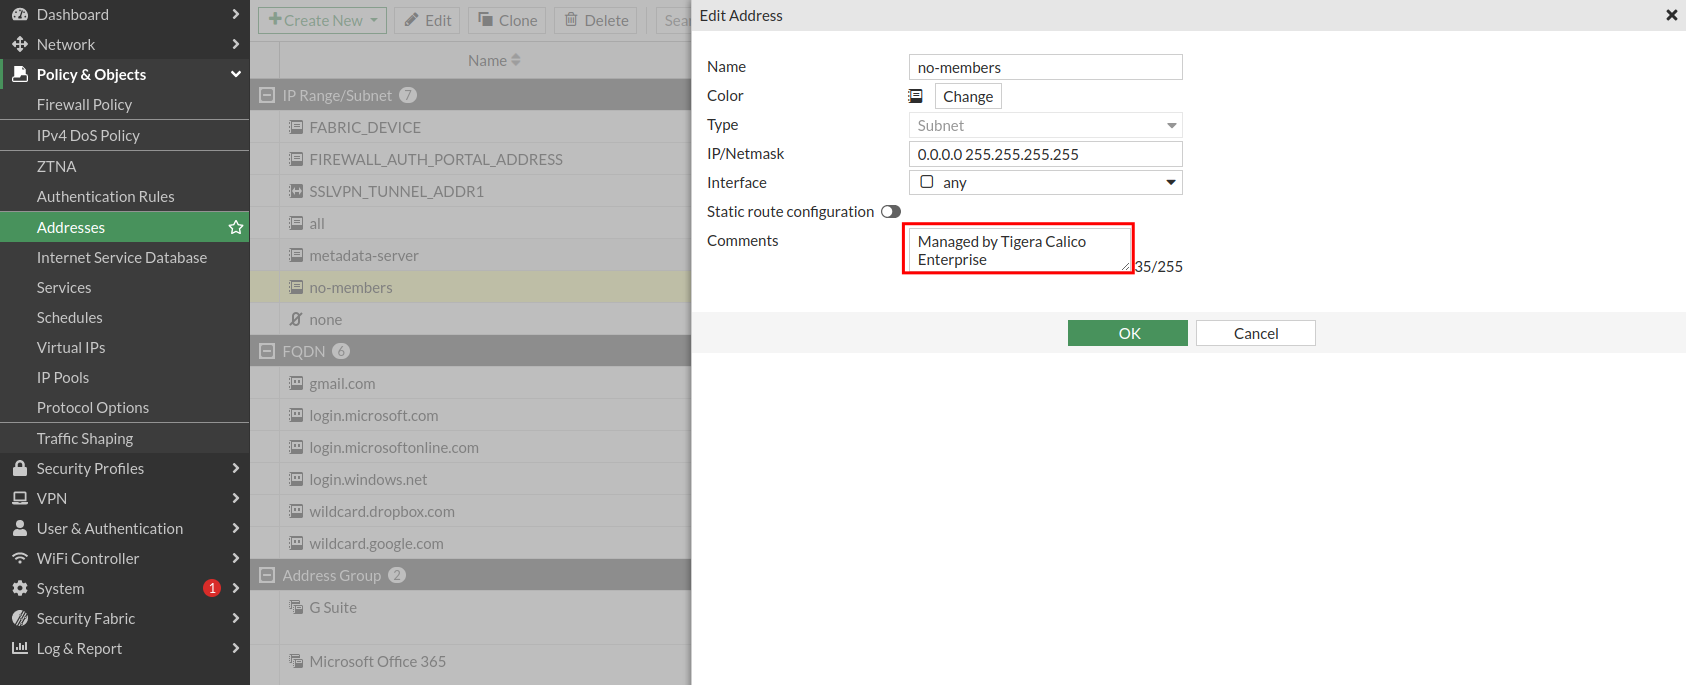 Dashboard
Network
Policy & Objects
Firewall Policy
IPv4 DoS Policy
ZTNA
Authentication Rules
Addresses
Internet Service Database
Services
Schedules
Virtual IPs
IP Pools
Protocol Options
Traffic Shaping
Security Profiles
VPN
User & Authentication
WiFi Controller
System 1
Security Fabric
Log & Report
Create New Edit Clone Delete Sea
Name
IP Range/Subnet 7
FABRIC_DEVICE
FIREWALL_AUTH_PORTAL_ADDRESS
SSLVPN_TUNNEL_ADDR1
all
metadata-server
no-members
none
FQDN 6
gmail.com
login.microsoft.com
login.microsoftonline.com
login.windows.net
wildcard.dropbox.com
wildcard.google.com
Address Group 2
G Suite
Microsoft Office 365
Edit Address
Name no-members
Color Change
Type Subnet
IP/Netmask 0.0.0.0 255.255.255.255
Interface any
Static route configuration
Comments Managed by Tigera Calico
Enterprise 35/255
OK Cancel